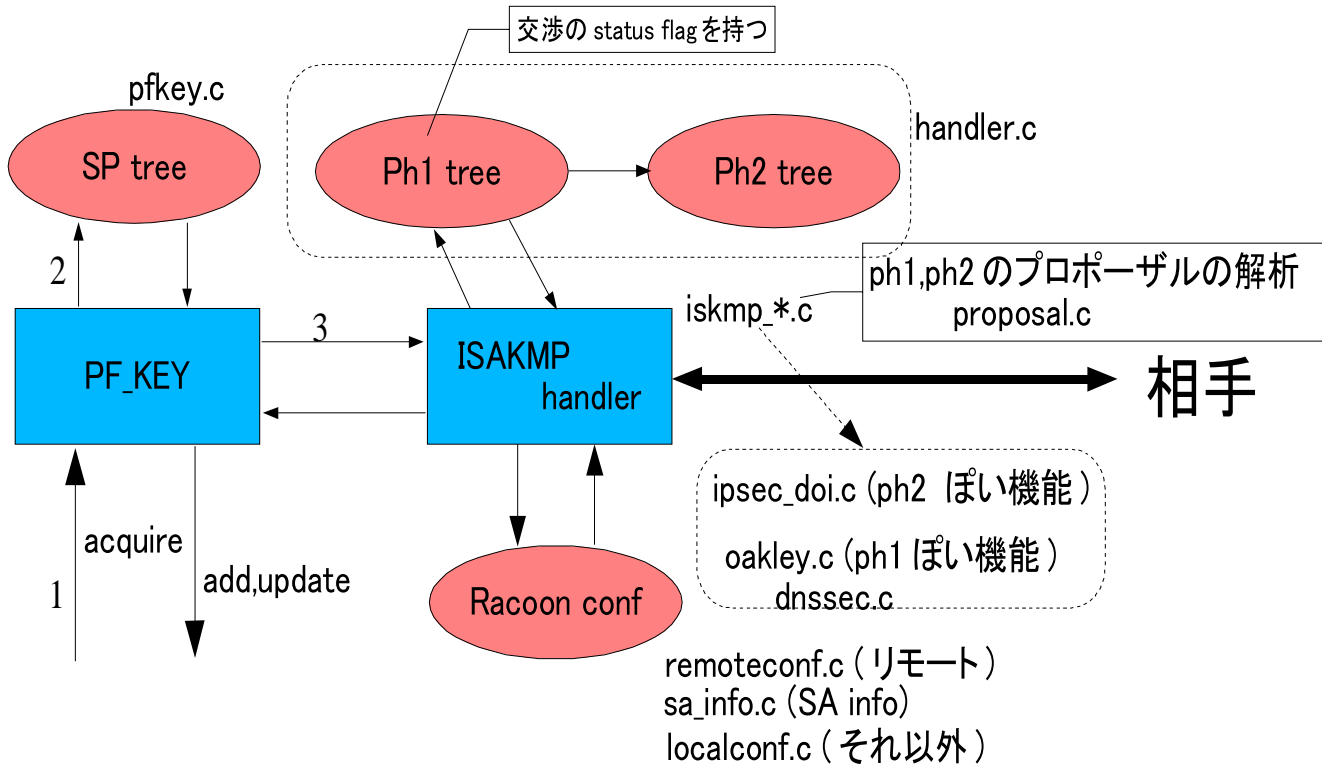 交渉の status flagを持つ
pfkey.c
handler.c
SP tree
Ph1 tree
Ph2 tree
2
ph1,ph2 のプロポーザルの解析
proposal.c
iskmp_*.c
3
PF_KEY
ISAKMP
handler
相手
ipsec_doi.c (ph2 ぽい機能 )
acquire
oakley.c (ph1 ぽい機能 )
1
add,update
dnssec.c
Racoon conf
remoteconf.c ( リモート )
sa_info.c (SA info)
localconf.c ( それ以外 )